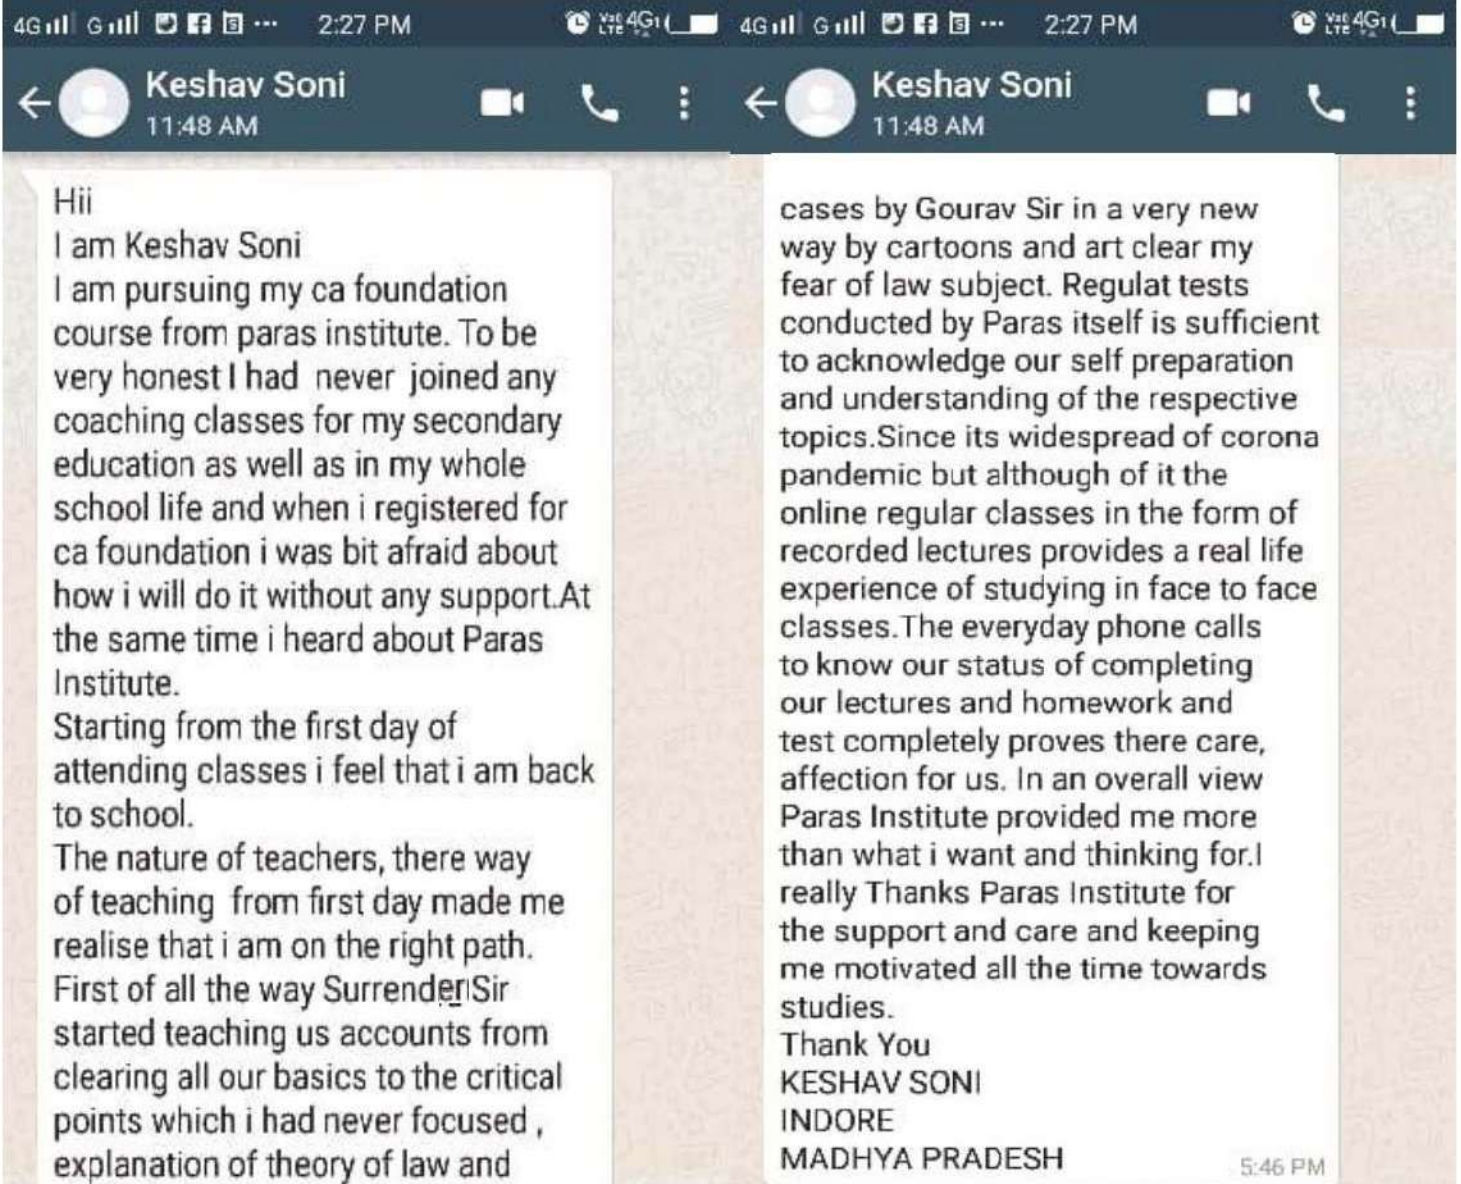 4G G 2:27 PM
Keshav Soni
11:48 AM
Hii
I am Keshav Soni
I am pursuing my ca foundation
course from paras institute. To be
very honest I had never joined any
coaching classes for my secondary
education as well as in my whole
school life and when i registered for
ca foundation i was bit afraid about
how i will do it without any support.At
the same time i heard about Paras
Institute.
Starting from the first day of
attending classes i feel that i am back
to school.
The nature of teachers, there way
of teaching from first day made me
realise that i am on the right path.
First of all the way Surrender Sir
started teaching us accounts from
clearing all our basics to the critical
points which i had never focused ,
explanation of theory of law and
4G G 2:27 PM
Keshav Soni
11:48 AM
cases by Gourav Sir in a very new
way by cartoons and art clear my
fear of law subject. Regulat tests
conducted by Paras itself is sufficient
to acknowledge our self preparation
and understanding of the respective
topics.Since its widespread of corona
pandemic but although of it the
online regular classes in the form of
recorded lectures provides a real life
experience of studying in face to face
classes.The everyday phone calls
to know our status of completing
our lectures and homework and
test completely proves there care,
affection for us. In an overall view
Paras Institute provided me more
than what i want and thinking for.I
really Thanks Paras Institute for
the support and care and keeping
me motivated all the time towards
studies.
Thank You
KESHAV SONI
INDORE
MADHYA PRADESH
5:46 PM